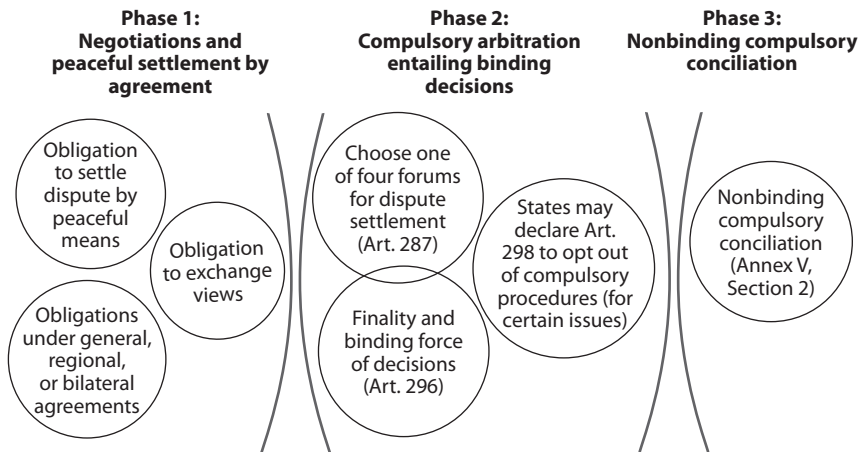 Phase 1:
Negotiations and
peaceful settlement by
agreement
Phase 2:
Compulsory arbitration
entailing binding
decisions
Phase 3:
Nonbinding compulsory
conciliation
Obligation
to settle
dispute by
peaceful
means
Obligation
to exchange
views
Obligations
under general,
regional,
or bilateral
agreements
Choose one
of four forums
for dispute
settlement
(Art. 287)
States may
declare Art.
298 to opt out
of compulsory
procedures (for
certain issues)
Finality and
binding force
of decisions
(Art. 296)
Nonbinding
compulsory
conciliation
(Annex V,
Section 2)